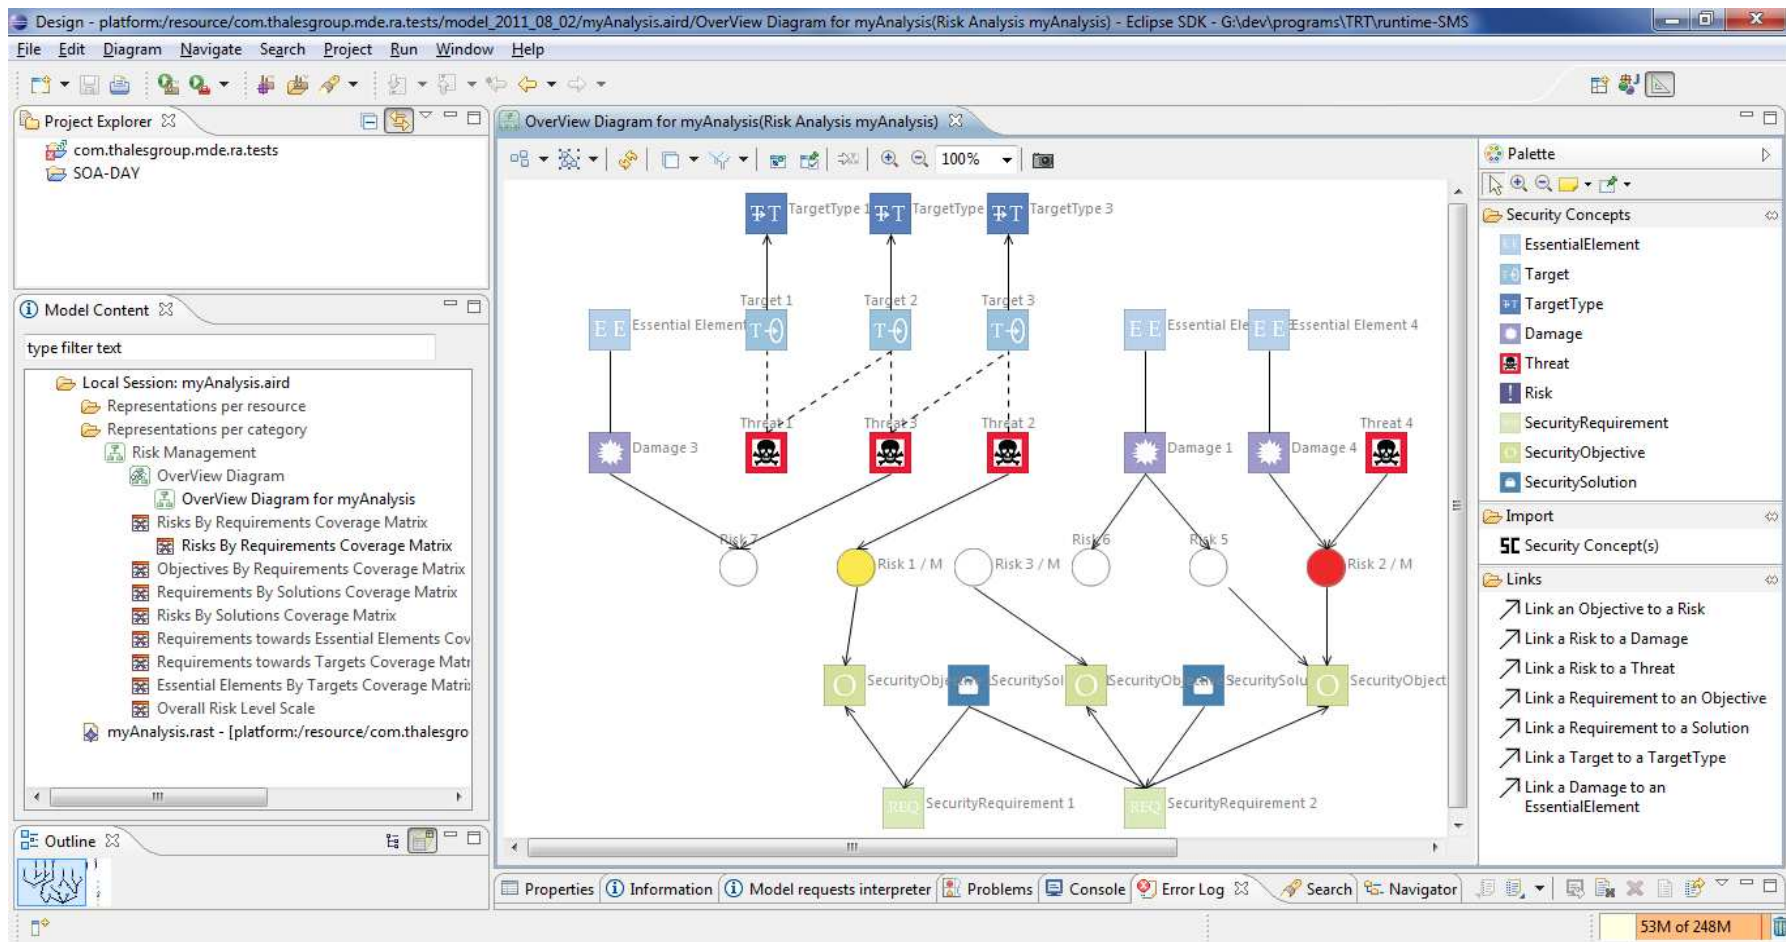 Design - platform:/resource/com.thalesgroup.mde.ra.tests/model_2011_08_02/myAnalysis.aird/OverView Diagram for myAnalysis(Risk Analysis myAnalysis) - Eclipse SDK - G:\dev\programs\TRT\runtime-SMS
File Edit Diagram Navigate Search Project Run Window Help
Project Explorer
com.thalesgroup.mde.ra.tests
SOA-DAY
Model Content
type filter text
Local Session: myAnalysis.aird
Representations per resource
Representations per category
Risk Management
OverView Diagram
OverView Diagram for myAnalysis
Risks By Requirements Coverage Matrix
Risks By Requirements Coverage Matrix
Objectives By Requirements Coverage Matrix
Requirements By Solutions Coverage Matrix
Risks By Solutions Coverage Matrix
Requirements towards Essential Elements Cov
Requirements towards Targets Coverage Matr
Essential Elements By Targets Coverage Matri
Overall Risk Level Scale
myAnalysis.rast - [platform:/resource/com.thalesgro
Outline
OverView Diagram for myAnalysis(Risk Analysis myAnalysis)
100%
TT TargetType 1 TT TargetType TT TargetType 3
Target 1 Target 2 Target 3
E E Essential Element T T T E E Essential Ele E E Essential Element 4
Threat 1 Threat 3 Threat 2 Threat 4
Damage 3 Damage 1 Damage 4
Risk 7 Risk 6 Risk 5
Risk 1 / M Risk 3 / M Risk 2 / M
O SecurityObje SecuritySol O SecurityOb SecuritySolu O SecurityObject
REQ SecurityRequirement 1 REQ SecurityRequirement 2
Palette
Security Concepts
EssentialElement
Target
TargetType
Damage
Threat
Risk
SecurityRequirement
SecurityObjective
SecuritySolution
Import
SC Security Concept(s)
Links
Link an Objective to a Risk
Link a Risk to a Damage
Link a Risk to a Threat
Link a Requirement to an Objective
Link a Requirement to a Solution
Link a Target to a TargetType
Link a Damage to an
EssentialElement
Properties Information Model requests interpreter Problems Console Error Log Search Navigator
53M of 248M